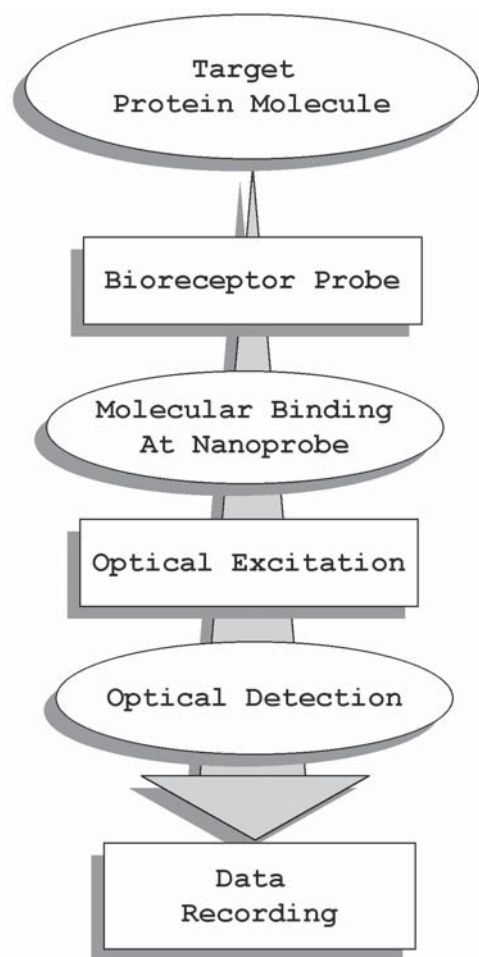 Target
Protein Molecule
Bioreceptor Probe
Molecular Binding
At Nanoprobe
Optical Excitation
Optical Detection
Data
Recording